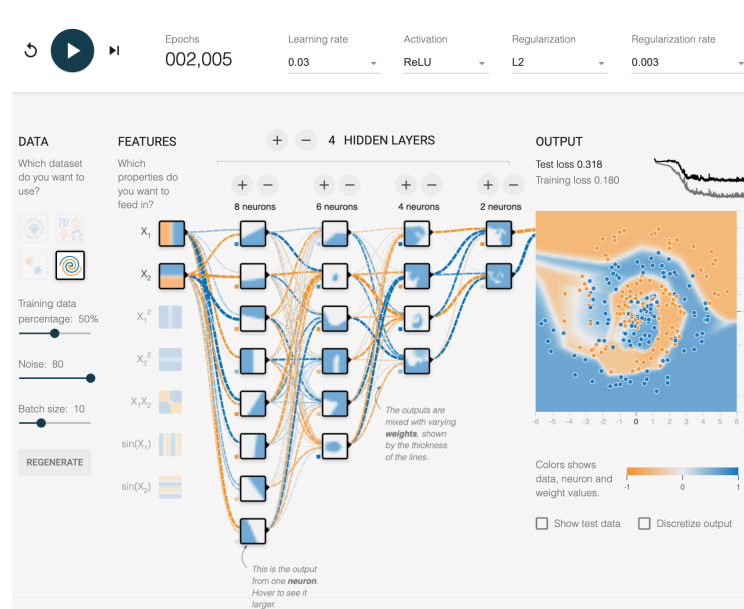 Epochs
002,005
Learning rate
0.03
Activation
ReLU
Regularization
L2
Regularization rate
0.003
DATA
Which dataset
do you want to
use?
Training data
percentage: 50%
Noise: 80
Batch size: 10
REGENERATE
FEATURES
Which
properties do
you want to
feed in?
X₁
X₂
X₁²
X₂²
X₁X₂
sin(X₁)
sin(X₂)
+ − 4 HIDDEN LAYERS
+ − + − + − + −
8 neurons 6 neurons 4 neurons 2 neurons
The outputs are
mixed with varying
weights, shown
by the thickness
of the lines.
This is the output
from one neuron.
Hover to see it
larger.
OUTPUT
Test loss 0.318
Training loss 0.180
-6 -5 -4 -3 -2 -1 0 1 2 3 4 5 6
Colors shows
data, neuron and
weight values.
-1 0 1
Show test data Discretize output